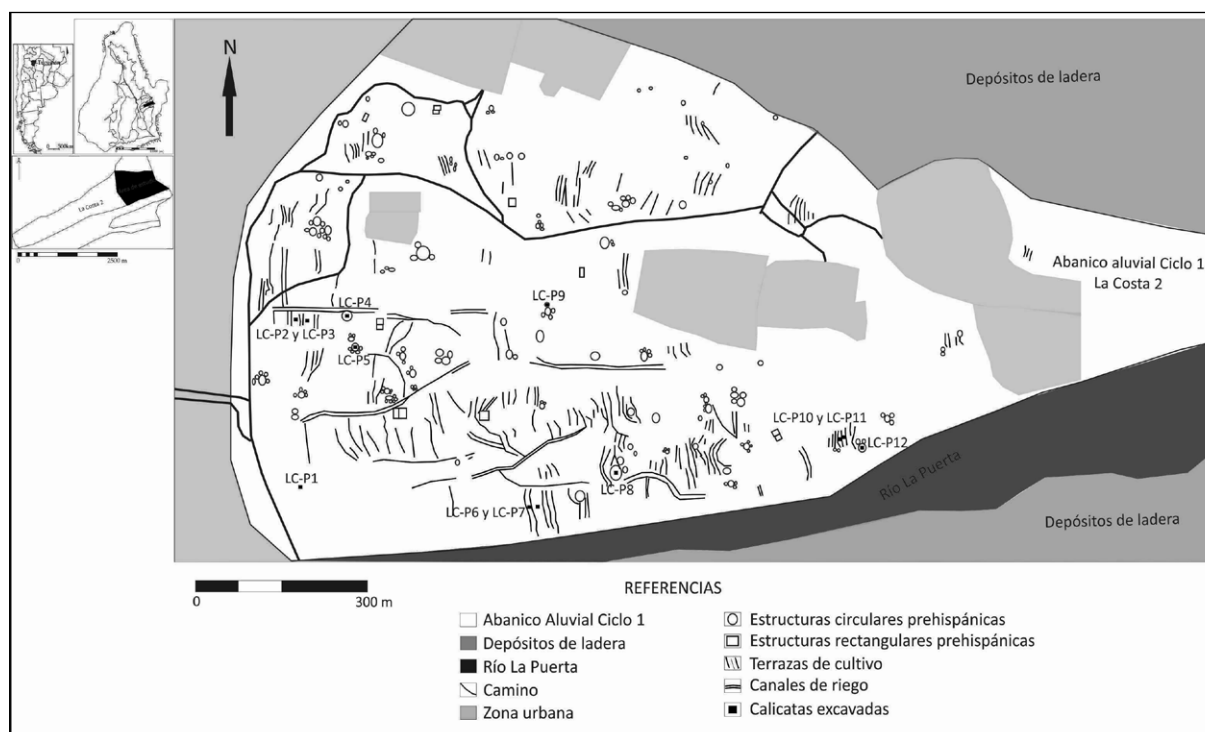 N
Depósitos de ladera
La Costa 2
2500 m
Abanico aluvial Ciclo 1
La Costa 2
LC-P9
LC-P4
LC-P2 y LC-P3
LC-P5
LC-P10 y LC-P11
LC-P12
LC-P8
LC-P1
LC-P6 y LC-P7
Río La Puerta
Depósitos de ladera
0
300 m
REFERENCIAS
Abanico Aluvial Ciclo 1
Depósitos de ladera
Río La Puerta
Camino
Zona urbana
Estructuras circulares prehispánicas
Estructuras rectangulares prehispánicas
Terrazas de cultivo
Canales de riego
Calicatas excavadas